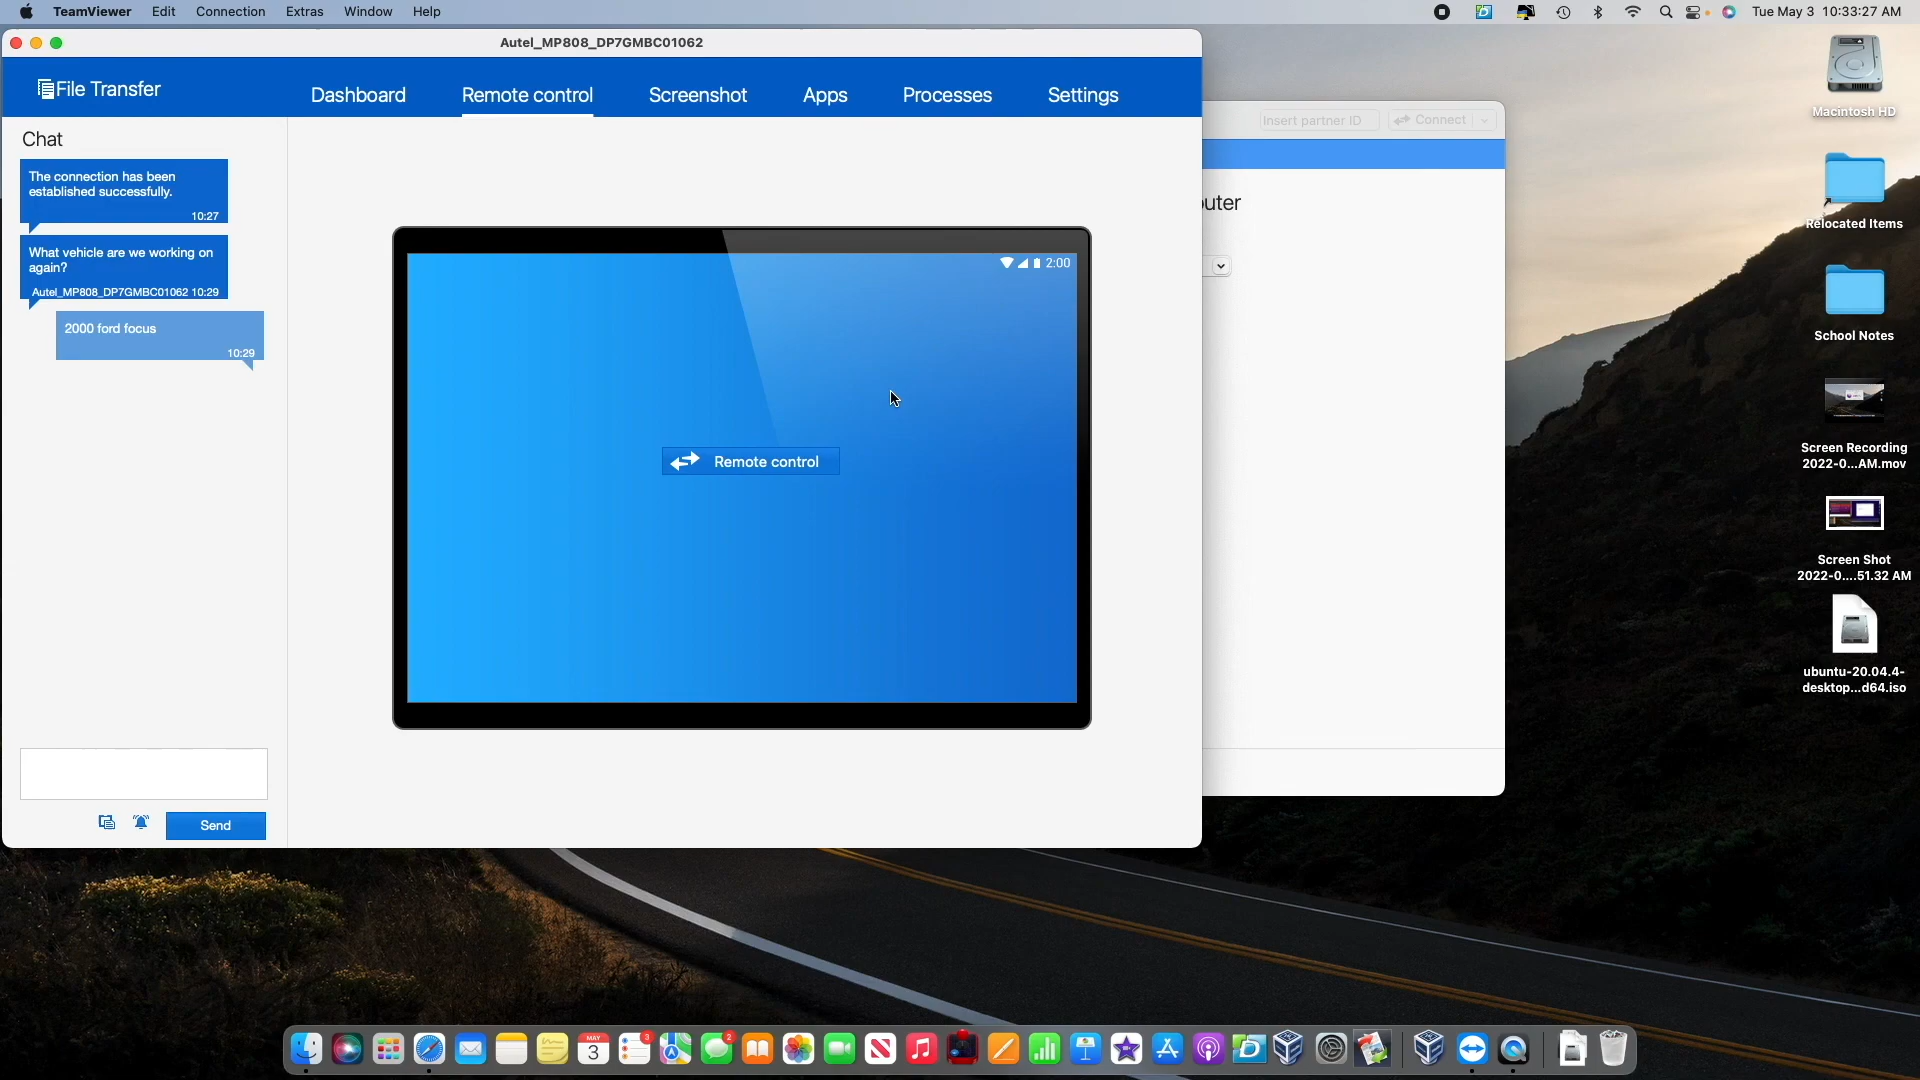 TeamViewer Edit Connection Extras Window Help
Tue May 3 10:33:27 AM
Autel_MP808_DP7GMBC01062
File Transfer
Dashboard Remote control Screenshot Apps Processes Settings
Insert partner ID
Connect
Chat
The connection has been
established successfully.
10:27
What vehicle are we working on
again?
Autel_MP808_DP7GMBC01062 10:29
2000 ford focus
10:29
2:00
Remote control
Send
Macintosh HD
Relocated Items
School Notes
Screen Recording
2022-0...AM.mov
Screen Shot
2022-0....51.32 AM
ubuntu-20.04.4-
desktop...d64.iso
MAY
3
3
2